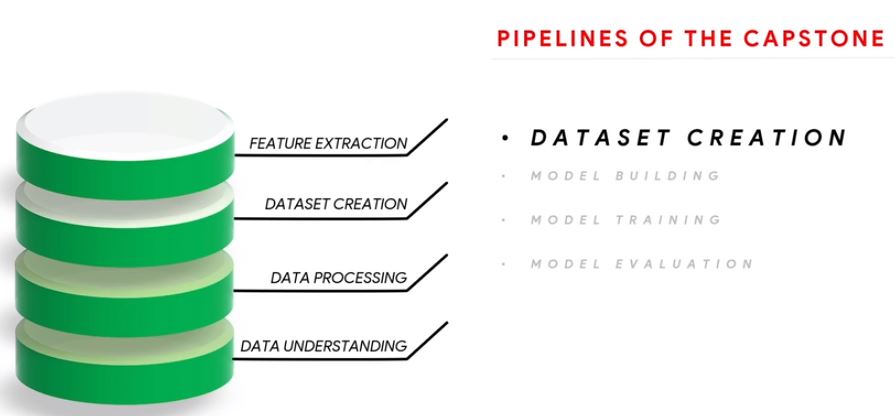 PIPELINES OF THE CAPSTONE
FEATURE EXTRACTION
DATASET CREATION
DATA PROCESSING
DATA UNDERSTANDING
• DATASET CREATION
• MODEL BUILDING
• MODEL TRAINING
• MODEL EVALUATION